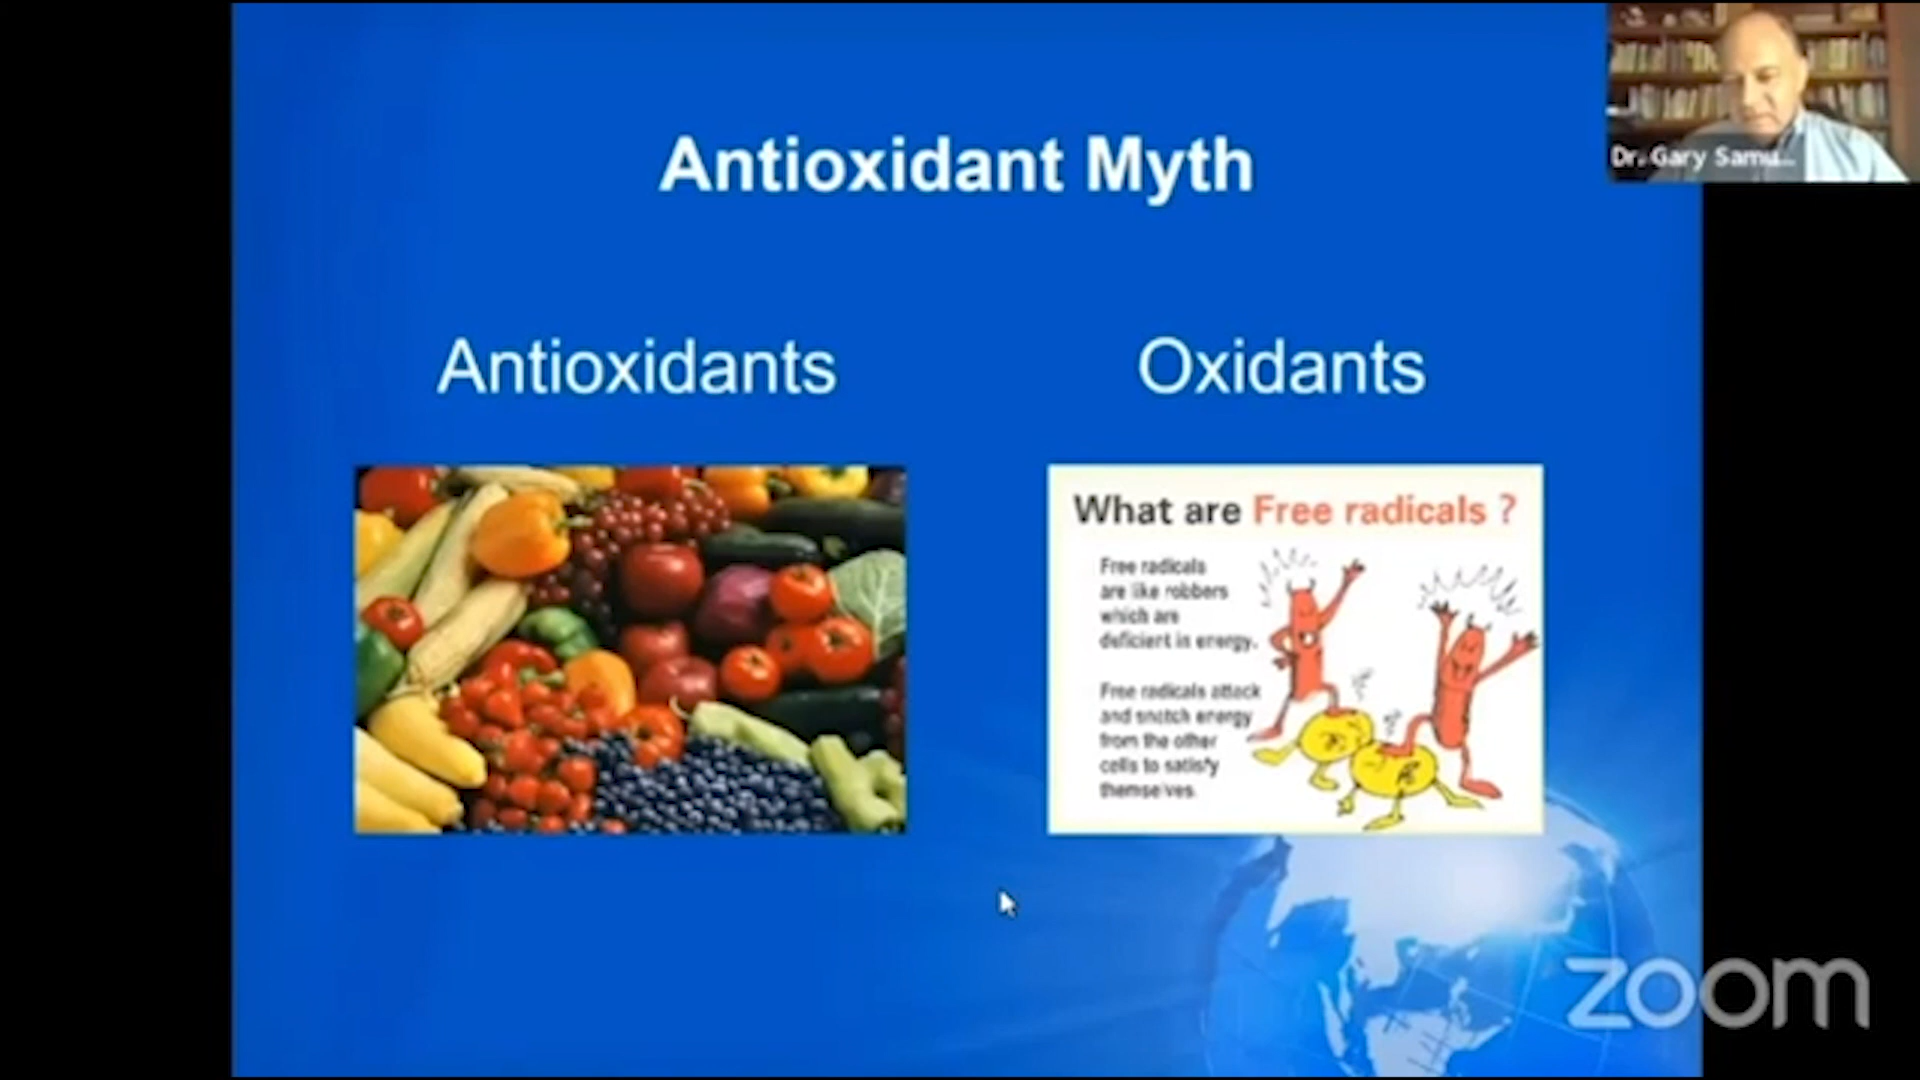 Antioxidant Myth
Dr. Gary Samu...
Antioxidants
Oxidants
What are Free radicals ?
Free radicals
are like robbers
which are
deficient in energy.
Free radicals attack
and snatch energy
from the other
cells to satisfy
themselves.
zoom